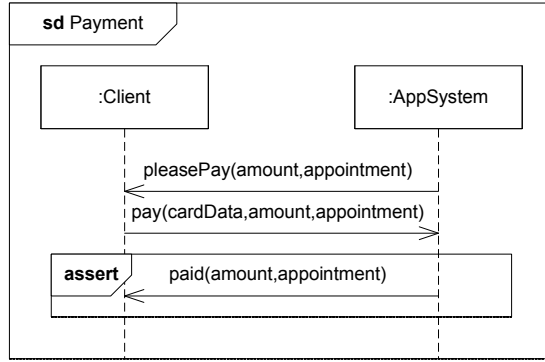 sd Payment
:Client
:AppSystem
pleasePay(amount,appointment)
pay(cardData,amount,appointment)
assert
paid(amount,appointment)